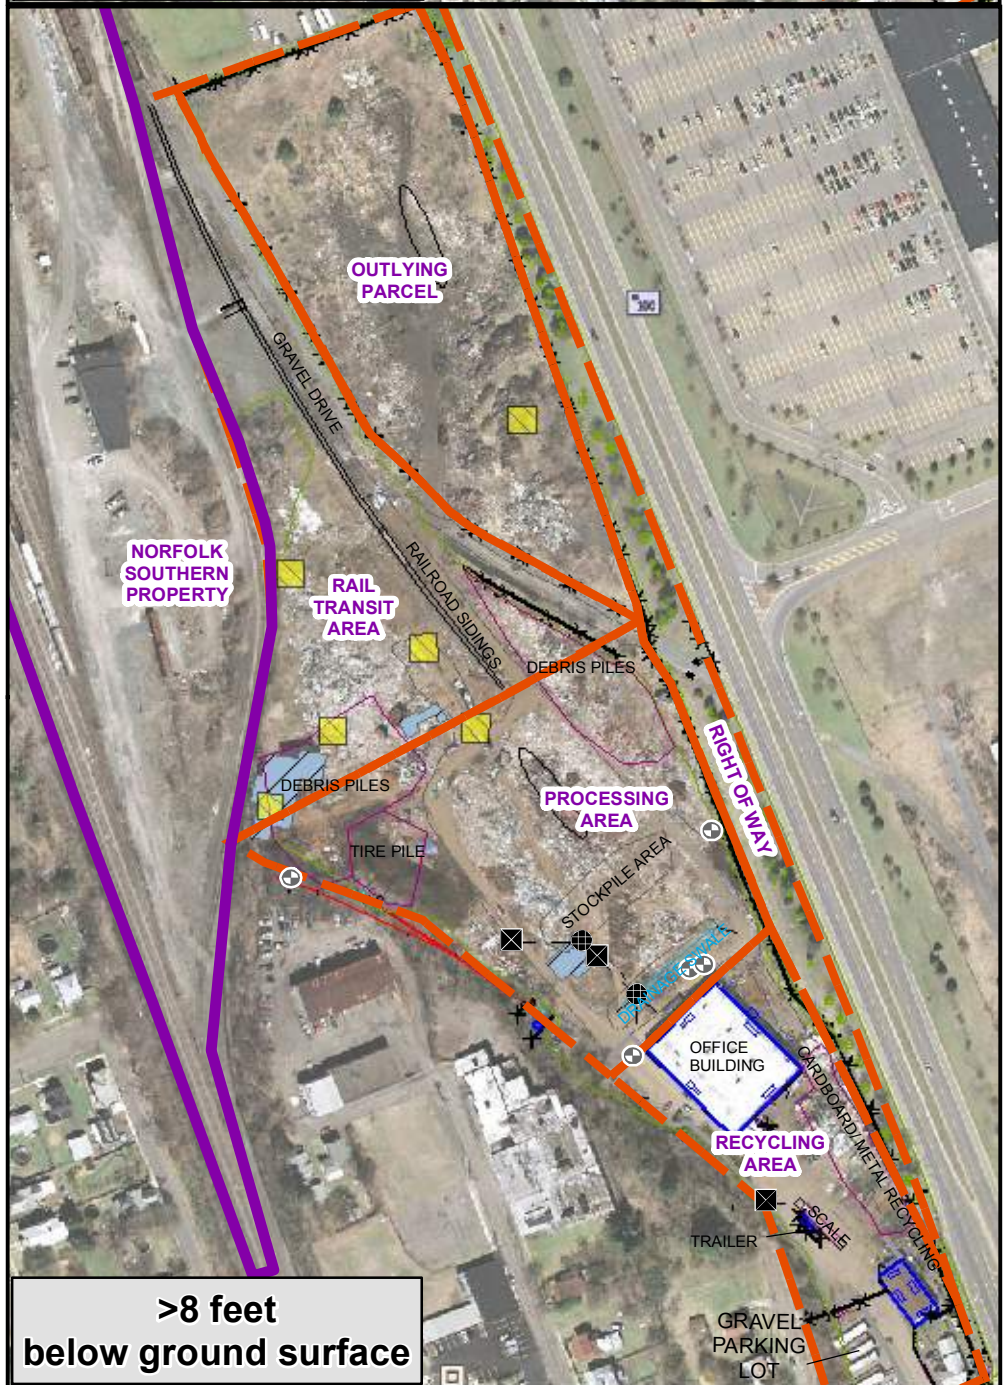 OUTLYING
PARCEL
GRAVEL DRIVE
NORFOLK
SOUTHERN
PROPERTY
RAIL
TRANSIT
AREA
RAILROAD SIDINGS
DEBRIS PILES
RIGHT OF WAY
DEBRIS PILES
PROCESSING
AREA
TIRE PILE
STOCKPILE AREA
DRAINAGE SWALE
OFFICE
BUILDING
CARDBOARD/ METAL RECYCLING
RECYCLING
AREA
SCALE
TRAILER
GRAVEL
PARKING
LOT
>8 feet
below ground surface